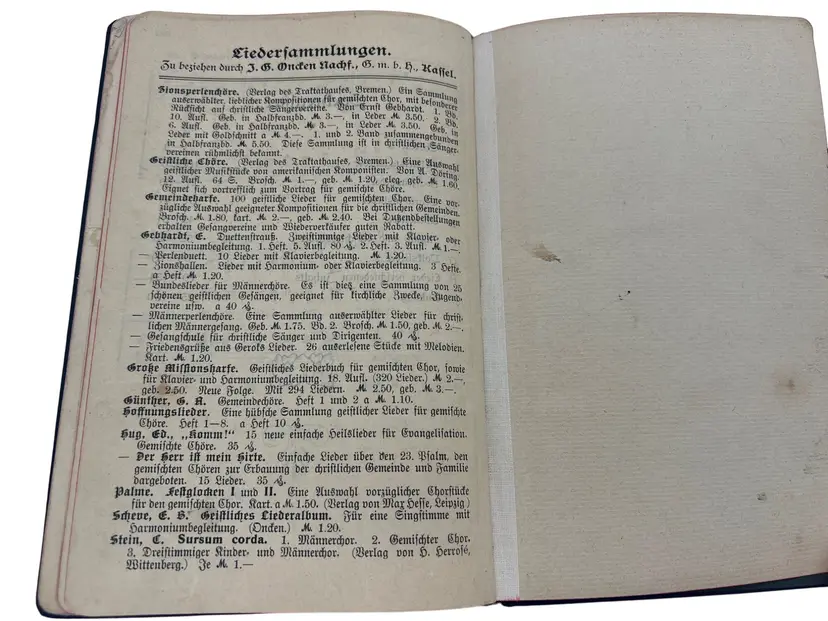 Liedersammlungen.
Zu beziehen durch J. G. Oncken Nachf., G. m. b. H., Kassel.
Zionsperlenchöre. (Verlag des Traktathauses, Bremen.) Ein Sammlung
auserwählter, lieblicher Kompositionen für gemischten Chor, mit besonderer
Rücksicht auf christliche Sängervereine. Von Ernst Gebhardt. 1. Bd.
10. Aufl. Geb. in Halbfranzbd. M 3.—, in Leder M 3.50. 2. Bd.
6. Aufl. Geb. in Halbfranzbd. M 3.—, in Leder M 3.50. Geb. in
Leder mit Goldschnitt a M 4.—. 1. und 2. Band zusammengebunden
in Halbfranzbd. M 5.50. Diese Sammlung ist in christlichen Sänger-
vereinen rühmlichst bekannt.
Geistliche Chöre. (Verlag des Traktathauses, Bremen.) Eine Auswahl
geistlicher Musikstücke von amerikanischen Komponisten. Von A. Döring.
12. Aufl. 64 S. Brosch. M 1.—, geb. M 1.20, eleg. geb. M 1.60.
Eignet sich vortrefflich zum Vortrag für gemischte Chöre.
Gemeindeharfe. 100 geistliche Lieder für gemischten Chor. Eine vor-
zügliche Auswahl geeigneter Kompositionen für die christlichen Gemeinden.
Brosch. M 1.80, kart. M 2.—, geb. M 2.40. Bei Dutzendbestellungen
erhalten Gesangvereine und Wiederverkäufer guten Rabatt.
Gebhardt, E. Duettenstrauß. Zweistimmige Lieder mit Klavier- oder
Harmoniumbegleitung. 1. Heft. 5. Aufl. 80 ₰. 2. Heft. 3. Aufl. M 1.—
— Perlenduett. 10 Lieder mit Klavierbegleitung. M 1.20.
— Zionshallen. Lieder mit Harmonium- oder Klavierbegleitung. 3 Hefte.
a Heft M 1.20.
— Bundeslieder für Männerchöre. Es ist dies eine Sammlung von 25
schönen geistlichen Gesängen, geeignet für kirchliche Zwecke, Jugend-
vereine usw. a 40 ₰.
— Männerperlenchöre. Eine Sammlung auserwählter Lieder für christ-
lichen Männergesang. Geb. M 1.75. Bd. 2. Brosch. M 1.50, geb. M 2.—.
— Gesangschule für christliche Sänger und Dirigenten. 40 ₰.
— Friedensgrüße aus Geroks Lieder. 26 auserlesene Stücke mit Melodien.
Kart. M 1.20.
Große Missionsharfe. Geistliches Liederbuch für gemischten Chor, sowie
für Klavier- und Harmoniumbegleitung. 18. Aufl. (320 Lieder.) M 2.—,
geb. 2.50. Neue Folge. Mit 294 Liedern. M 2.50, geb. M 3.—.
Günther, G. A. Gemeindechöre. Heft 1 und 2 a M 1.10.
Hoffnungslieder. Eine hübsche Sammlung geistlicher Lieder für gemischte
Chöre. Heft 1—8. a Heft 10 ₰.
Hug, Ed., „Komm!“ 15 neue einfache Heilslieder für Evangelisation.
Gemischte Chöre. 35 ₰.
— Der Herr ist mein Hirte. Einfache Lieder über den 23. Psalm, den
gemischten Chören zur Erbauung der christlichen Gemeinde und Familie
dargeboten. 15 Lieder. 35 ₰.
Palme. Festglocken I und II. Eine Auswahl vorzüglicher Chorstücke
für den gemischten Chor. Kart. a M 1.50. (Verlag von Max Hesse, Leipzig)
Scheve, E. B. Geistliches Liederalbum. Für eine Singstimme mit
Harmoniumbegleitung. (Oncken.) M 1.20.
Stein, C. Sursum corda. 1. Männerchor. 2. Gemischter Chor.
3. Dreistimmiger Kinder- und Männerchor. (Verlag von H. Herrosé,
Wittenberg.) Je M 1.—